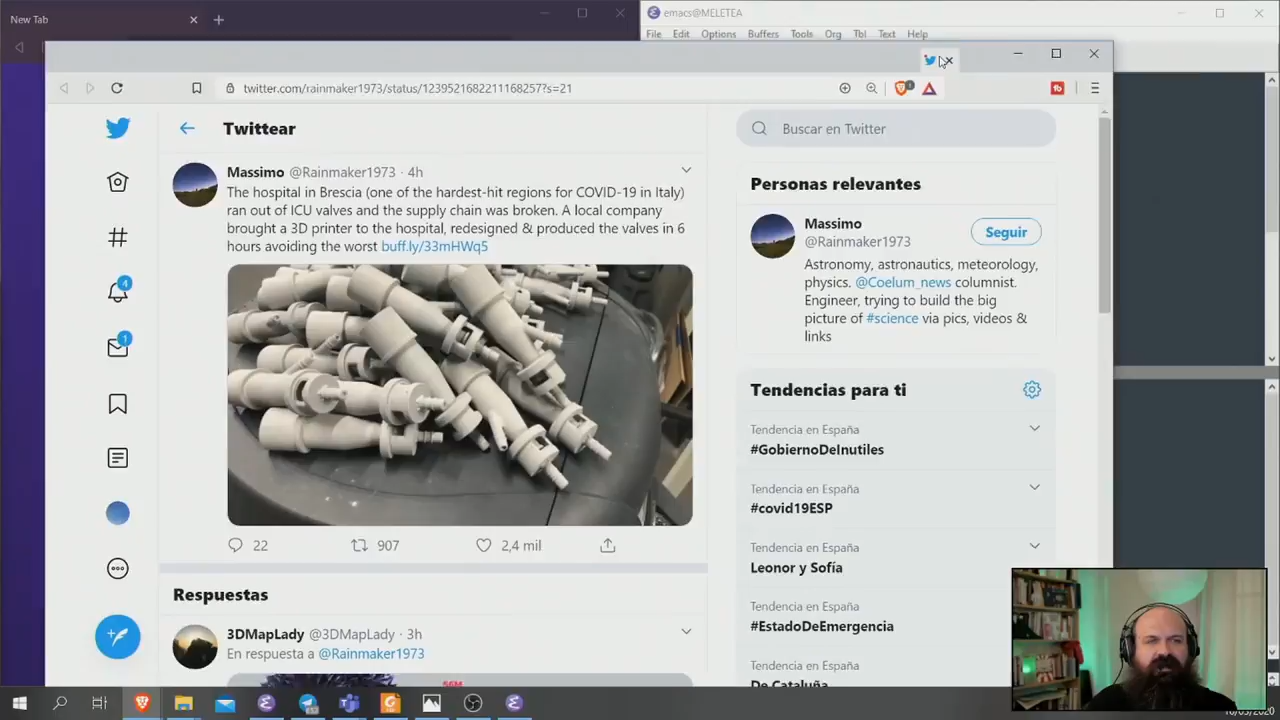 New Tab
emacs@MELETEA
File Edit Options Buffers Tools Org Tbl Text Help
twitter.com/rainmaker1973/status/1239521682211168257?s=21
Twittear
Buscar en Twitter
Massimo @Rainmaker1973 · 4h
The hospital in Brescia (one of the hardest-hit regions for COVID-19 in Italy)
ran out of ICU valves and the supply chain was broken. A local company
brought a 3D printer to the hospital, redesigned & produced the valves in 6
hours avoiding the worst buff.ly/33mHWq5
22 907 2,4 mil
Respuestas
3DMapLady @3DMapLady · 3h
En respuesta a @Rainmaker1973
Personas relevantes
Massimo
@Rainmaker1973
Seguir
Astronomy, astronautics, meteorology,
physics. @Coelum_news columnist.
Engineer, trying to build the big
picture of #science via pics, videos &
links
Tendencias para ti
Tendencia en España
#GobiernoDeInutiles
Tendencia en España
#covid19ESP
Tendencia en España
Leonor y Sofía
Tendencia en España
#EstadoDeEmergencia
Tendencia en España
De Cataluña
4
1